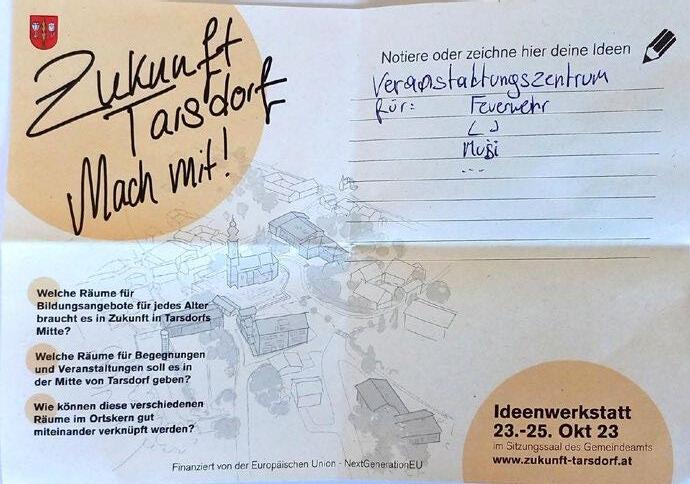 Zukunft
Tarsdorf
Mach mit!
Notiere oder zeichne hier deine Ideen
Veranstaltungszentrum
für: Feuerwehr
LJ
Musi
...
Welche Räume für
Bildungsangebote für jedes Alter
braucht es in Zukunft in Tarsdorfs
Mitte?
Welche Räume für Begegnungen
und Veranstaltungen soll es in
der Mitte von Tarsdorf geben?
Wie können diese verschiedenen
Räume im Ortskern gut
miteinander verknüpft werden?
Ideenwerkstatt
23.-25. Okt 23
im Sitzungssaal des Gemeindeamts
www.zukunft-tarsdorf.at
Finanziert von der Europäischen Union - NextGenerationEU